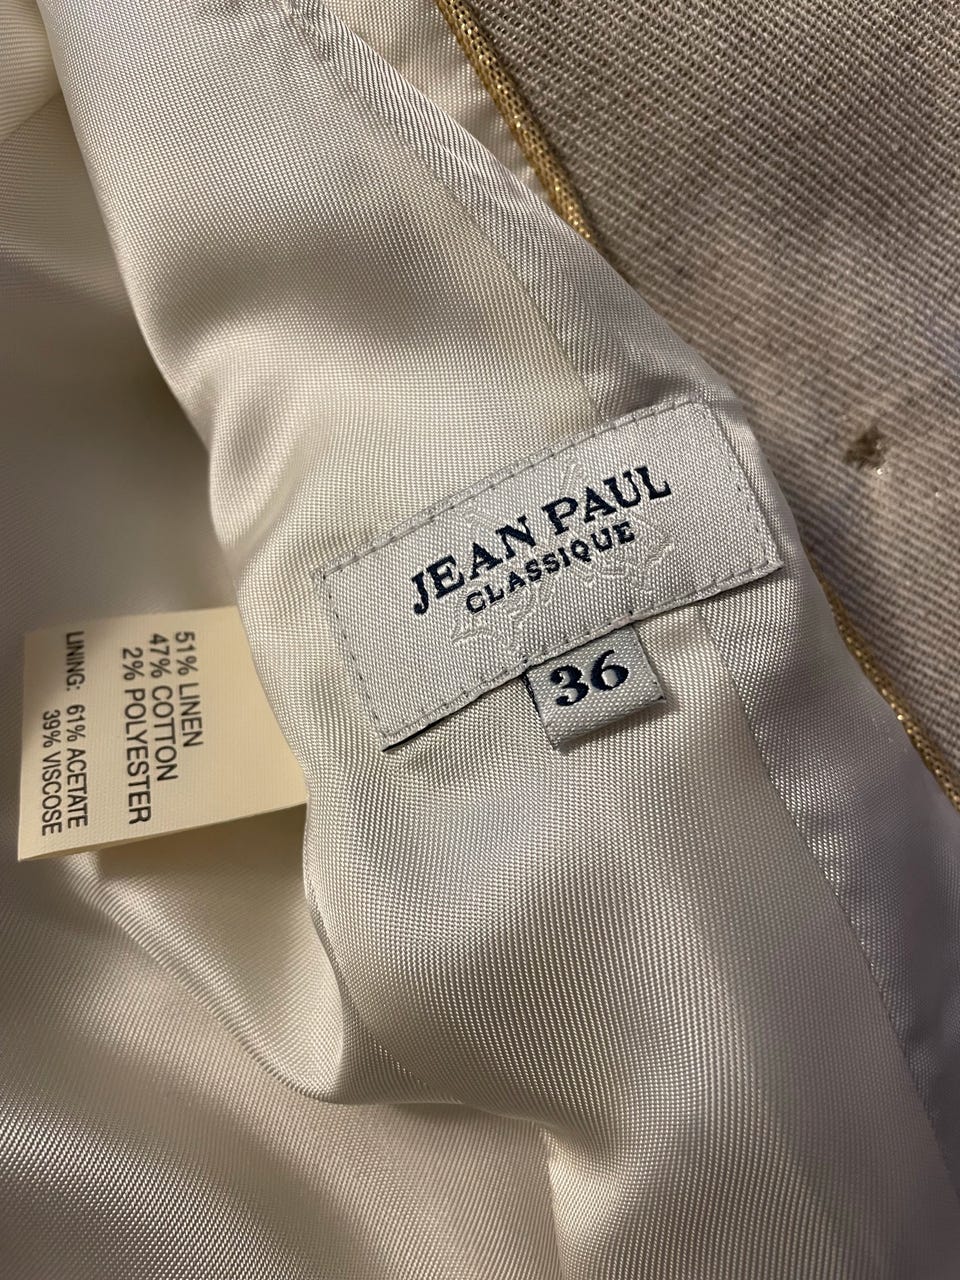 JEAN PAUL
CLASSIQUE
36
51% LINEN
47% COTTON
2% POLYESTER
LINING: 61% ACETATE
39% VISCOSE